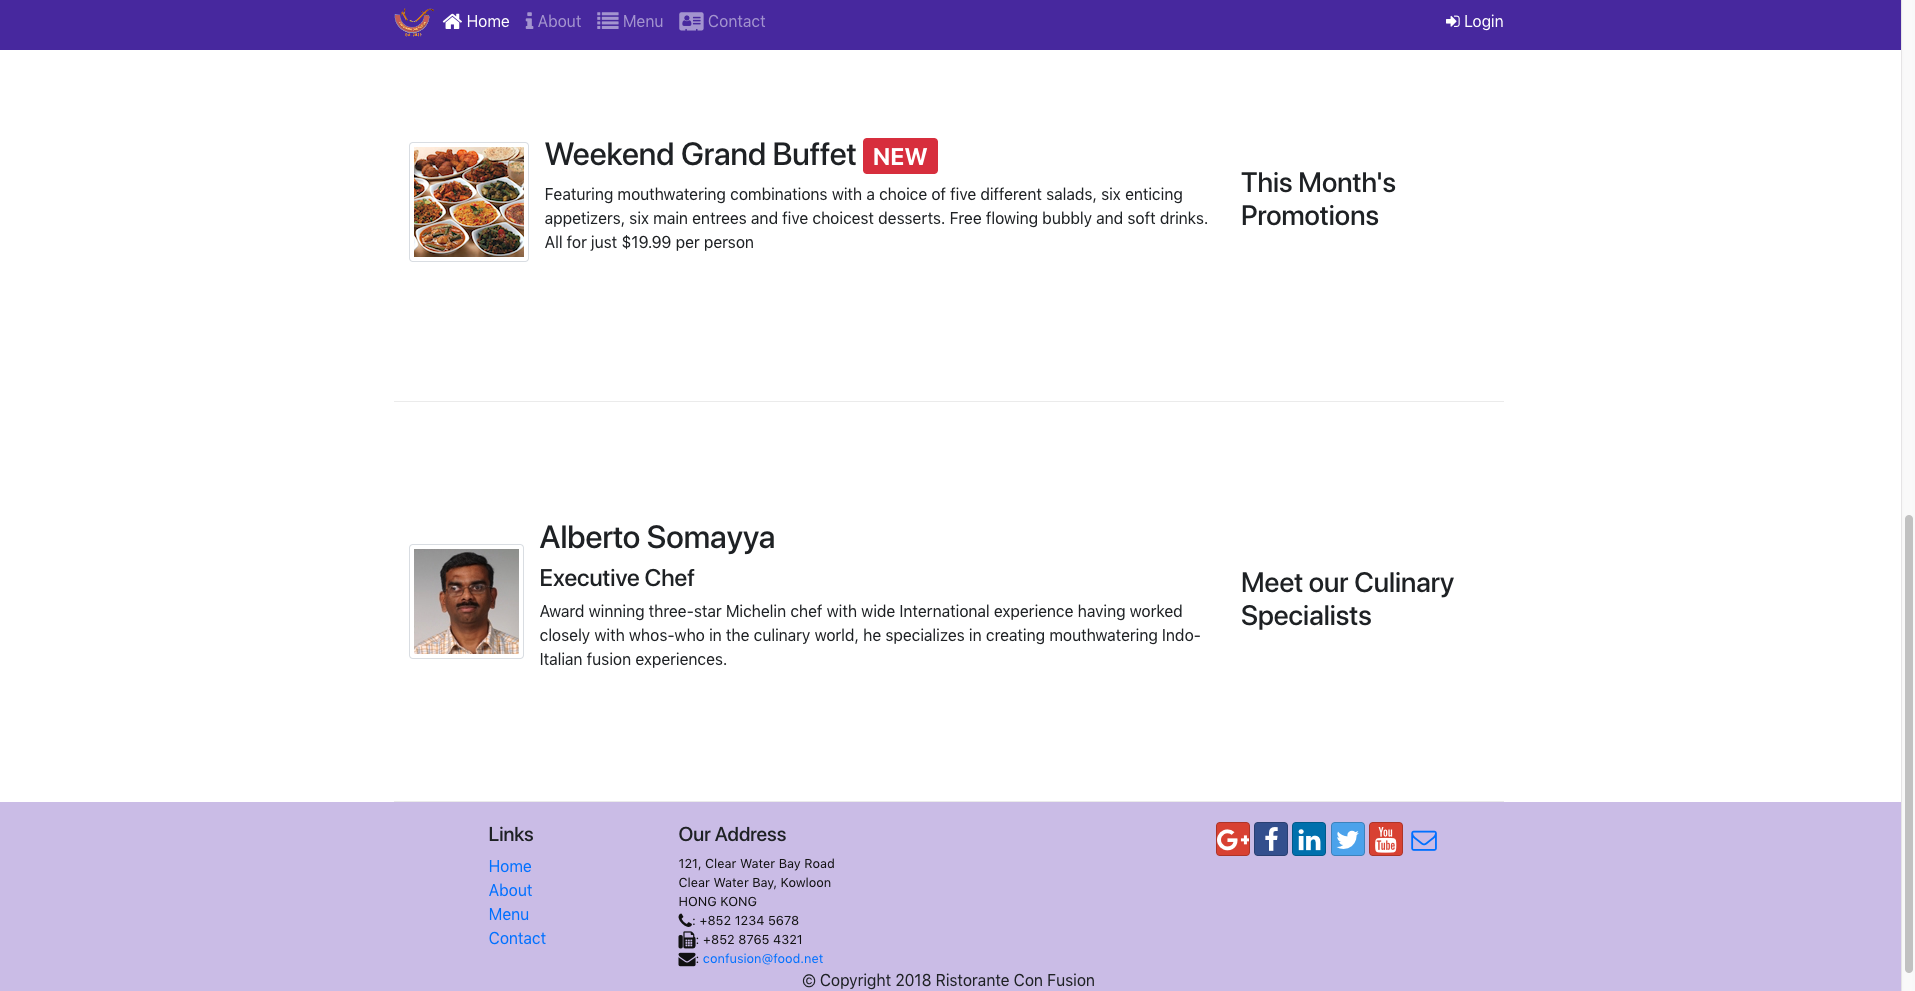 Home About Menu Contact Login
Weekend Grand Buffet NEW
Featuring mouthwatering combinations with a choice of five different salads, six enticing
appetizers, six main entrees and five choicest desserts. Free flowing bubbly and soft drinks.
All for just $19.99 per person
This Month's
Promotions
Alberto Somayya
Executive Chef
Award winning three-star Michelin chef with wide International experience having worked
closely with whos-who in the culinary world, he specializes in creating mouthwatering Indo-
Italian fusion experiences.
Meet our Culinary
Specialists
Links
Home
About
Menu
Contact
Our Address
121, Clear Water Bay Road
Clear Water Bay, Kowloon
HONG KONG
: +852 1234 5678
: +852 8765 4321
: confusion@food.net
G+ f in You Tube
© Copyright 2018 Ristorante Con Fusion